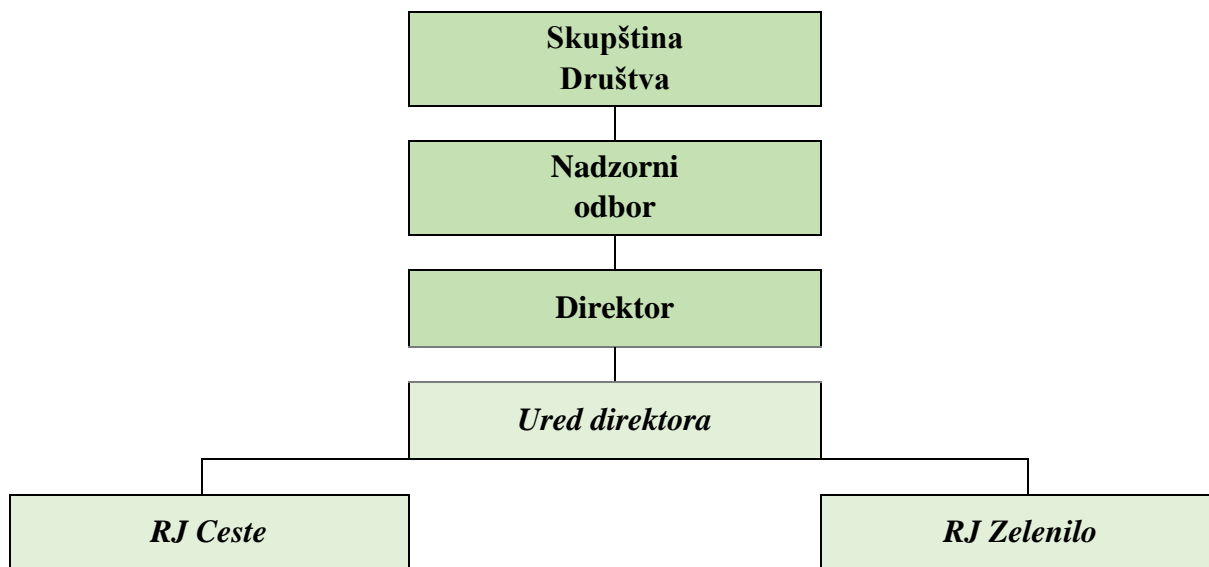 Skupština
Društva
Nadzorni
odbor
Direktor
Ured direktora
RJ Ceste
RJ Zelenilo